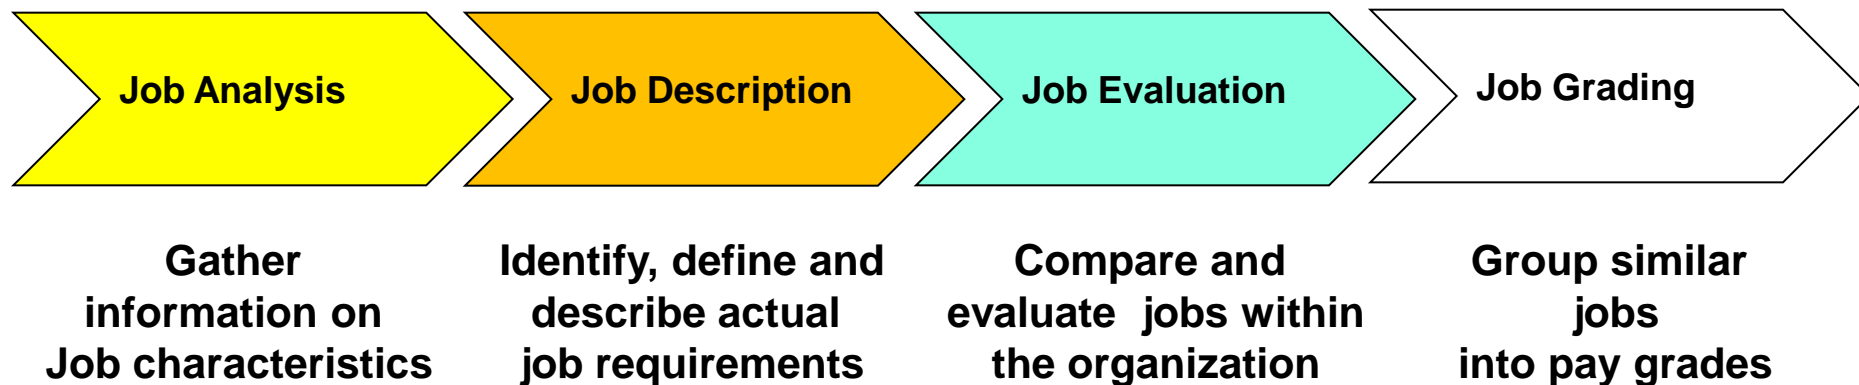 Job Analysis
Job Description
Job Evaluation
Job Grading
Gather
information on
Job characteristics
Identify, define and
describe actual
job requirements
Compare and
evaluate  jobs within
the organization
Group similar
jobs
into pay grades